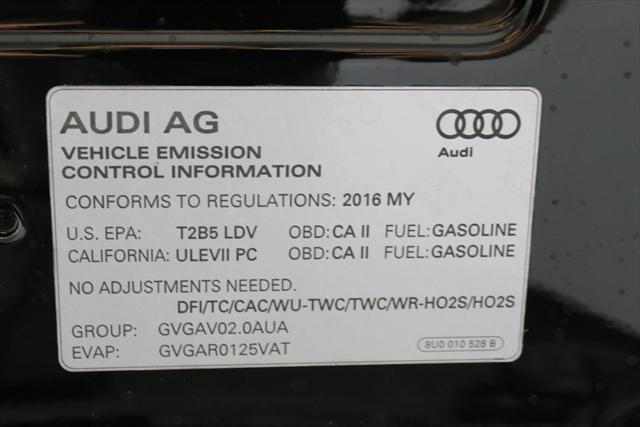 AUDI AG
Audi
VEHICLE EMISSION
CONTROL INFORMATION
CONFORMS TO REGULATIONS: 2016 MY
U.S. EPA: T2B5 LDV OBD: CA II FUEL: GASOLINE
CALIFORNIA: ULEVII PC OBD: CA II FUEL: GASOLINE
NO ADJUSTMENTS NEEDED.
DFI/TC/CAC/WU-TWC/TWC/WR-HO2S/HO2S
GROUP: GVGAV02.0AUA
EVAP: GVGAR0125VAT
8U0 010 528 B